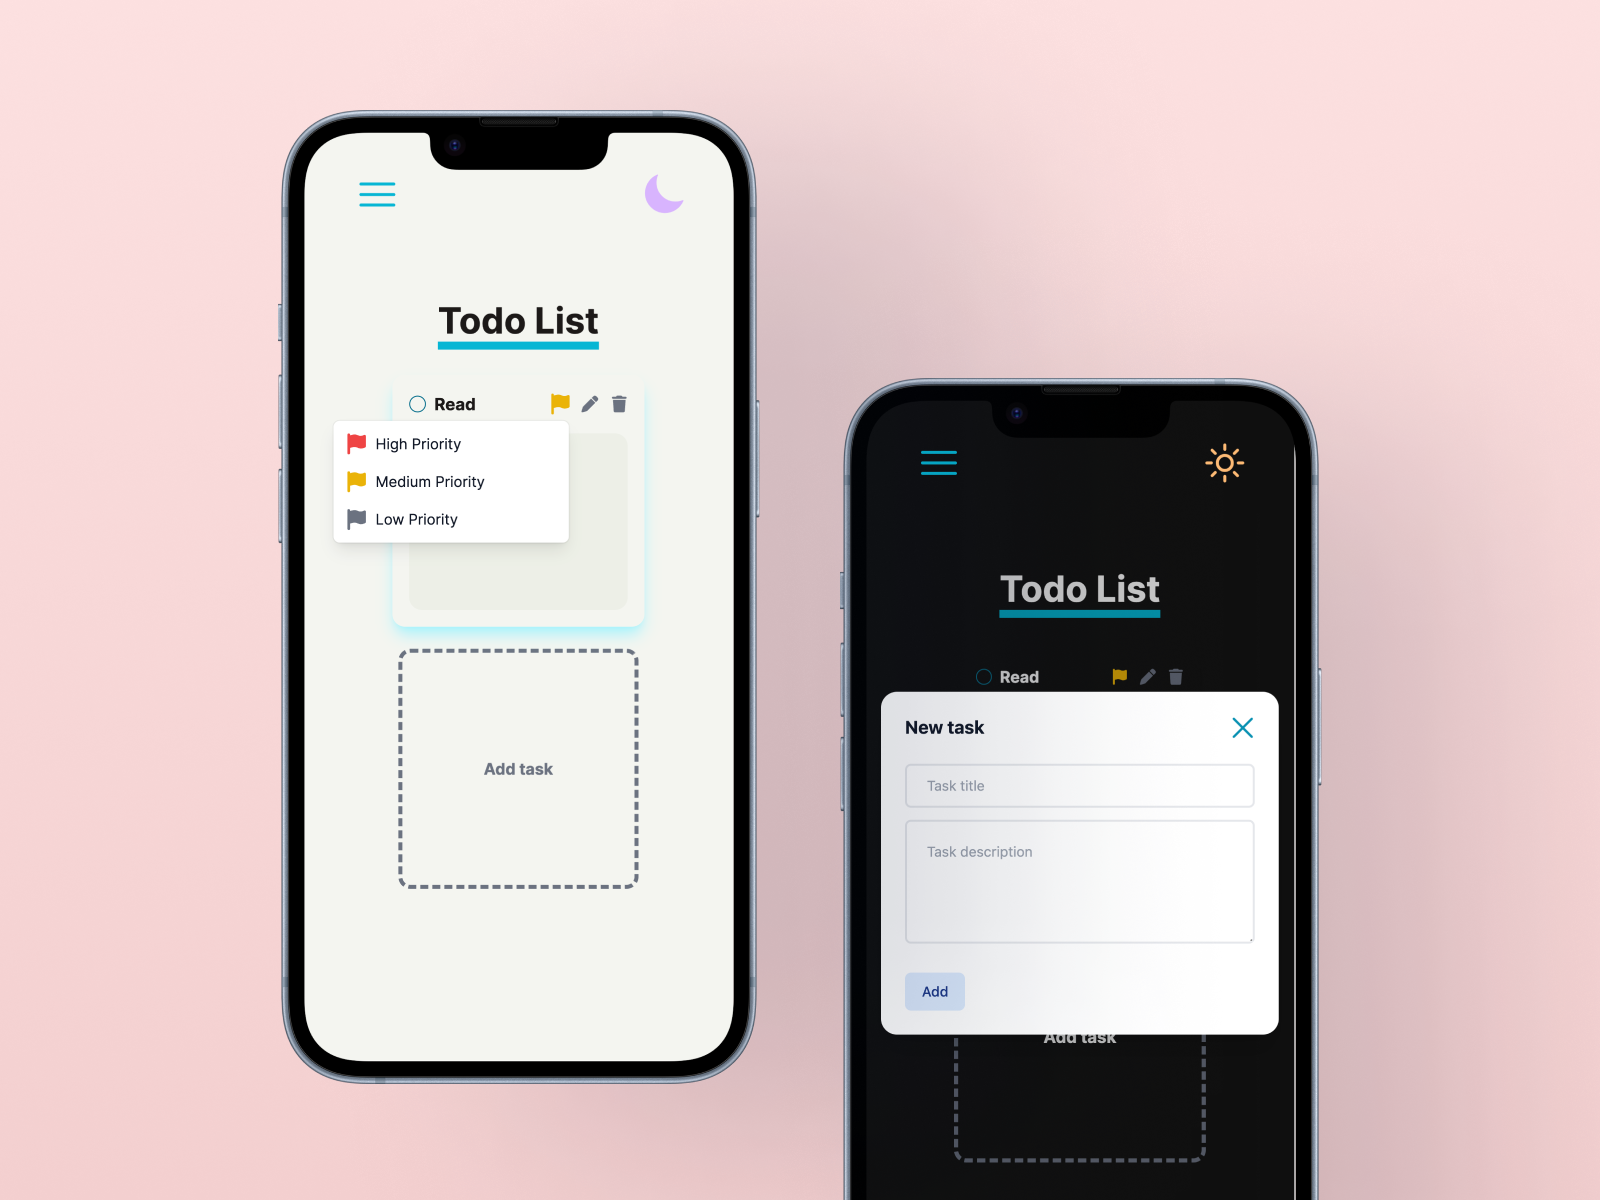 Todo List
Read
High Priority
Medium Priority
Low Priority
Add task
Todo List
Read
New task
Task title
Task description
Add
Add task